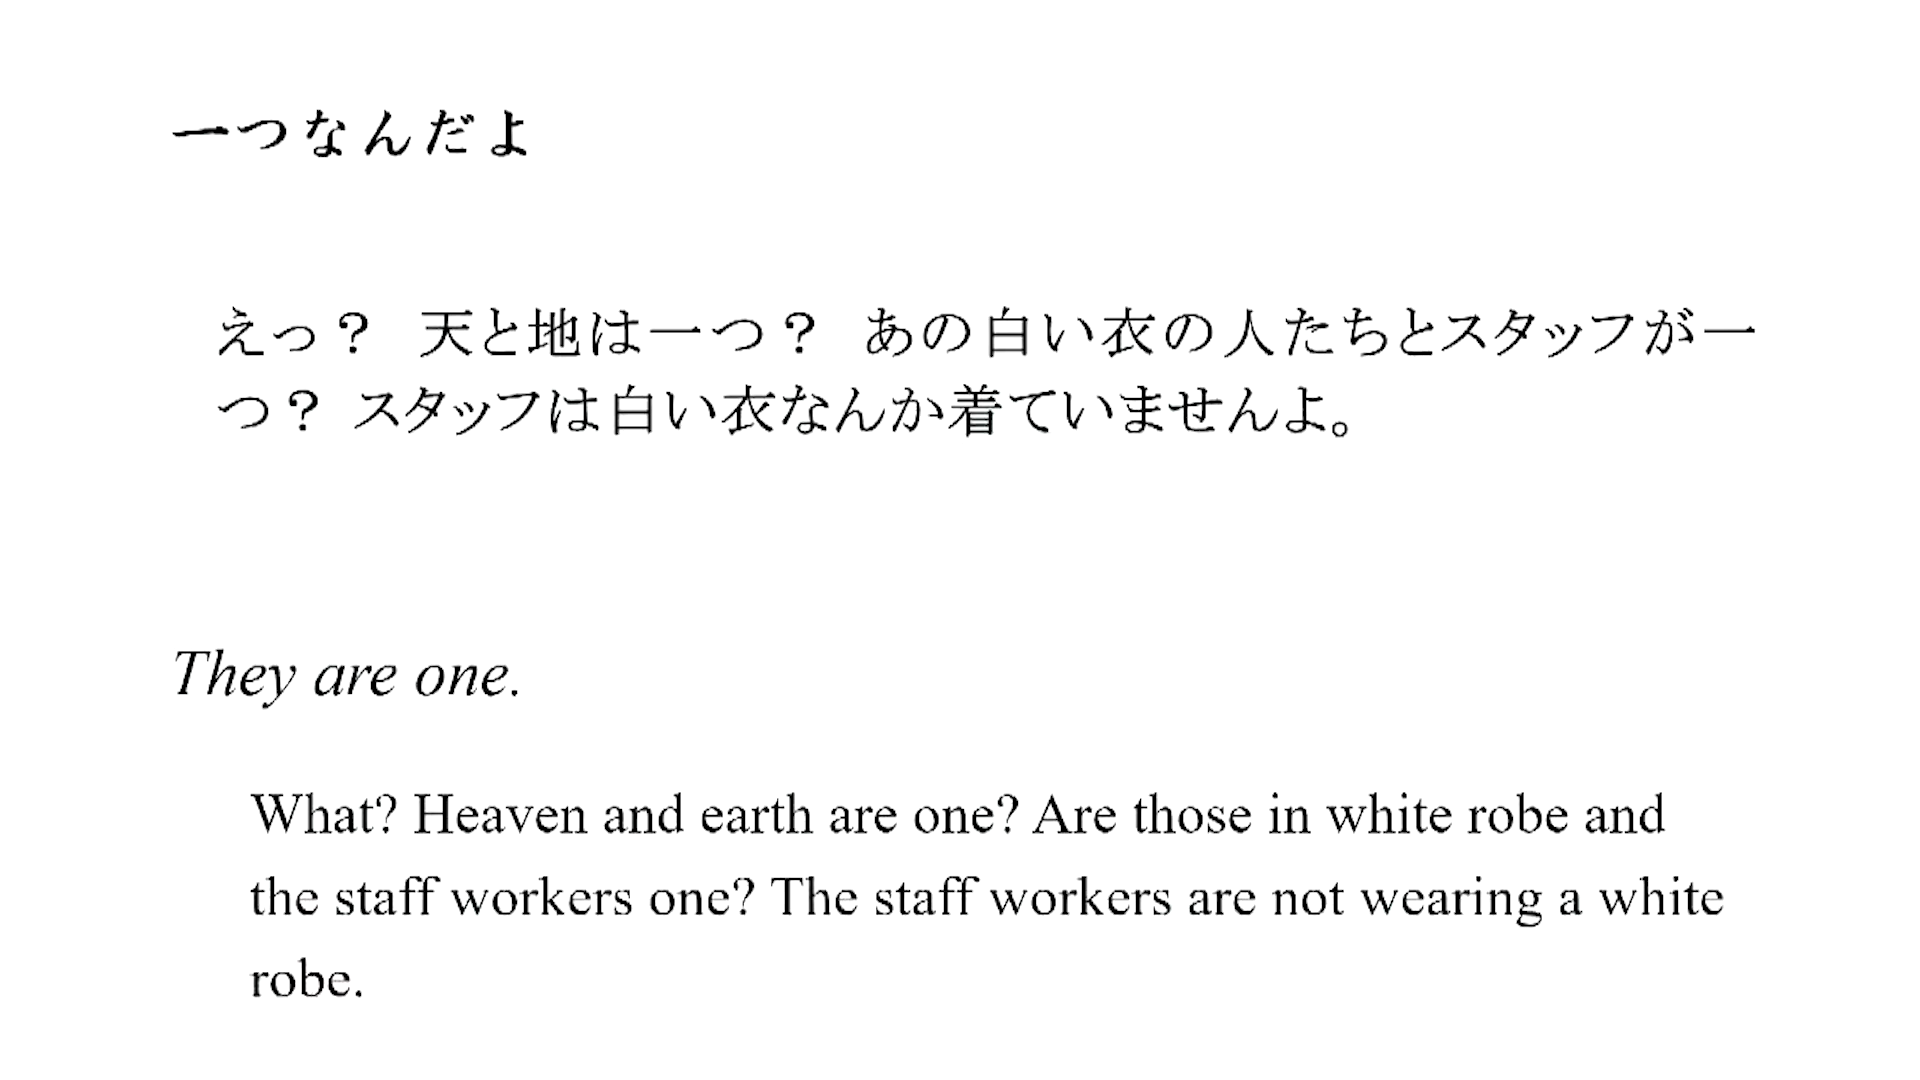 一つなんだよ
えっ？　天と地は一つ？　あの白い衣の人たちとスタッフが一
つ？ スタッフは白い衣なんか着ていませんよ。
They are one.
What? Heaven and earth are one? Are those in white robe and
the staff workers one? The staff workers are not wearing a white
robe.